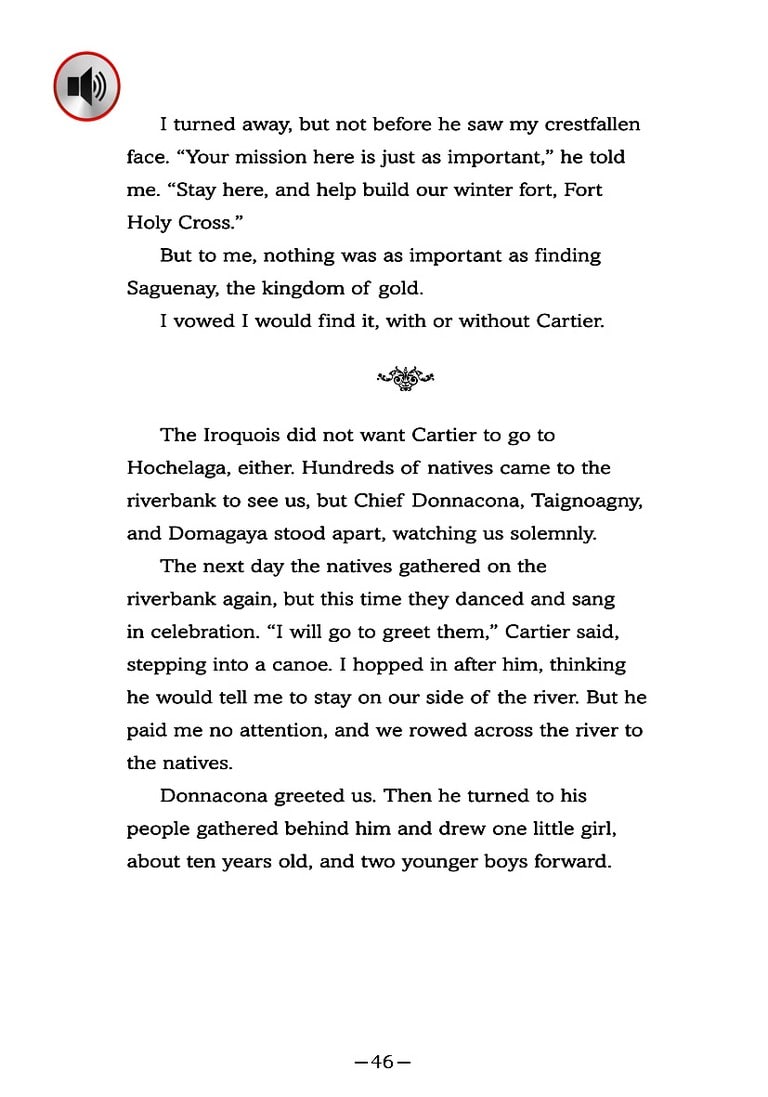 I turned away, but not before he saw my crestfallen
face. “Your mission here is just as important,” he told
me. “Stay here, and help build our winter fort, Fort
Holy Cross.”
But to me, nothing was as important as finding
Saguenay, the kingdom of gold.
I vowed I would find it, with or without Cartier.
The Iroquois did not want Cartier to go to
Hochelaga, either. Hundreds of natives came to the
riverbank to see us, but Chief Donnacona, Taignoagny,
and Domagaya stood apart, watching us solemnly.
The next day the natives gathered on the
riverbank again, but this time they danced and sang
in celebration. “I will go to greet them,” Cartier said,
stepping into a canoe. I hopped in after him, thinking
he would tell me to stay on our side of the river. But he
paid me no attention, and we rowed across the river to
the natives.
Donnacona greeted us. Then he turned to his
people gathered behind him and drew one little girl,
about ten years old, and two younger boys forward.
—46—